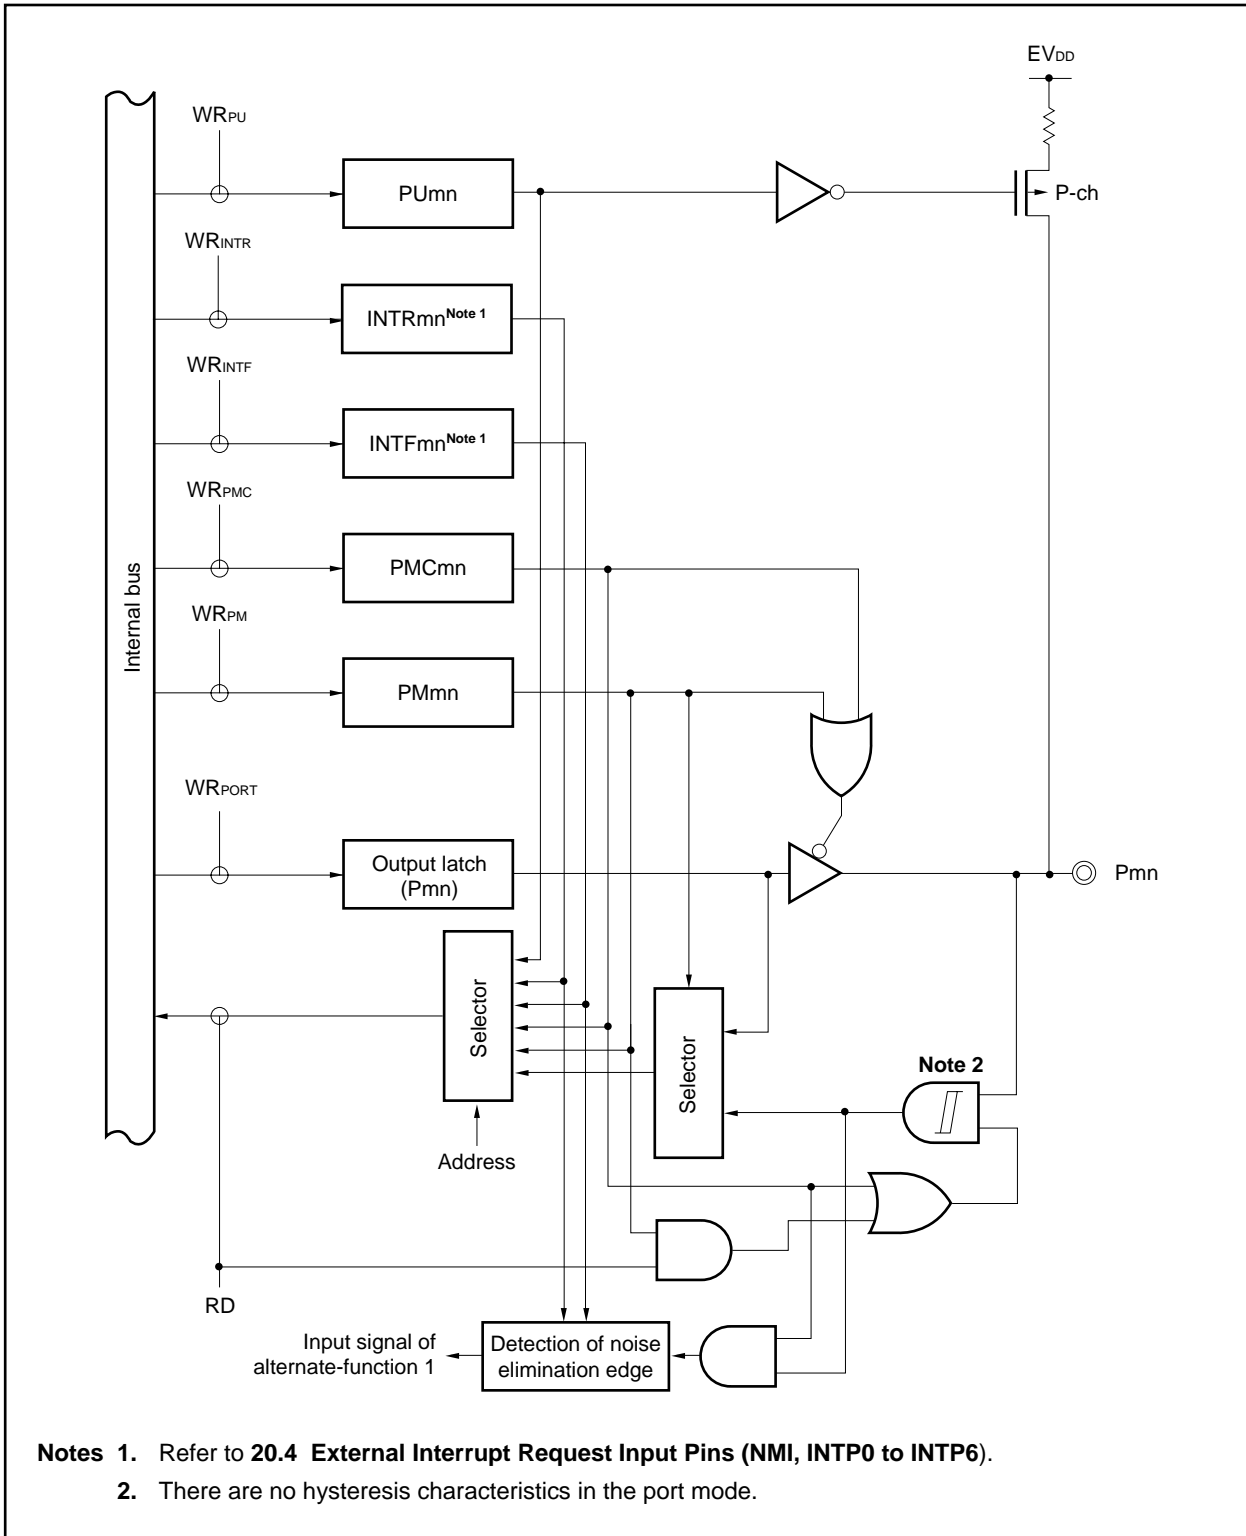 EVDD
WRPU
PUmn
P-ch
WRINTR
INTRmnNote 1
WRINTF
INTFmnNote 1
WRPMC
PMCmn
Internal bus
WRPM
PMmn
WRPORT
Output latch
(Pmn)
Pmn
Selector
Selector
Note 2
Address
RD
Input signal of
alternate-function 1
Detection of noise
elimination edge
Notes 1. Refer to 20.4 External Interrupt Request Input Pins (NMI, INTP0 to INTP6).
2. There are no hysteresis characteristics in the port mode.